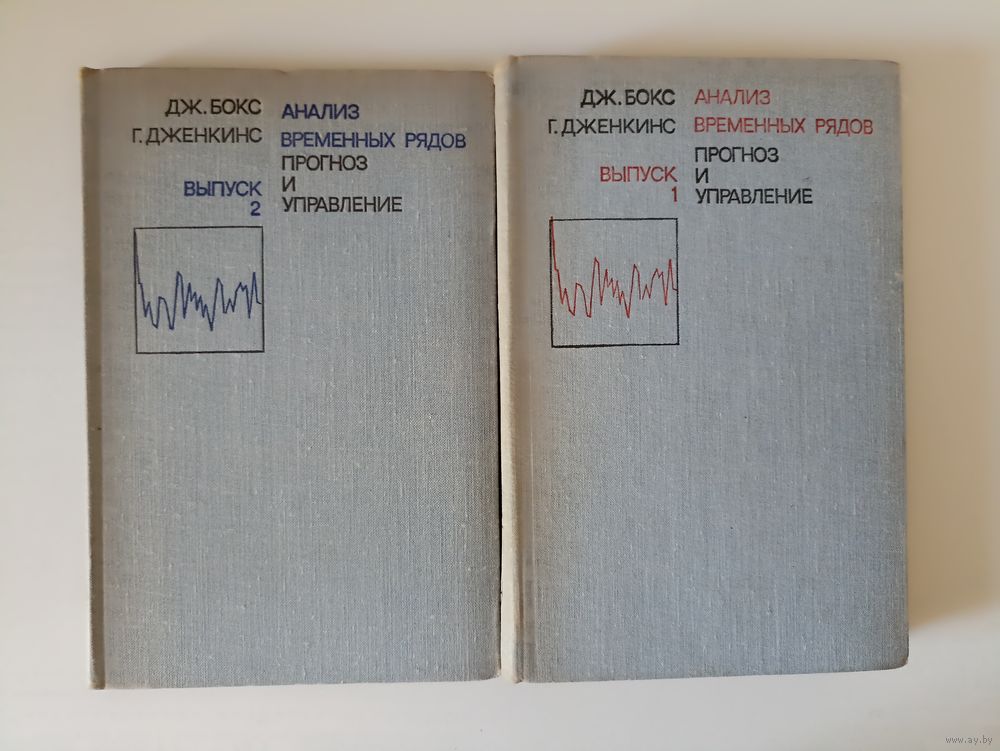 ДЖ. БОКС
Г. ДЖЕНКИНС
АНАЛИЗ
ВРЕМЕННЫХ РЯДОВ
ПРОГНОЗ
И
УПРАВЛЕНИЕ
ВЫПУСК
2
ДЖ. БОКС
Г. ДЖЕНКИНС
АНАЛИЗ
ВРЕМЕННЫХ РЯДОВ
ПРОГНОЗ
И
УПРАВЛЕНИЕ
ВЫПУСК
1
www.ay.by